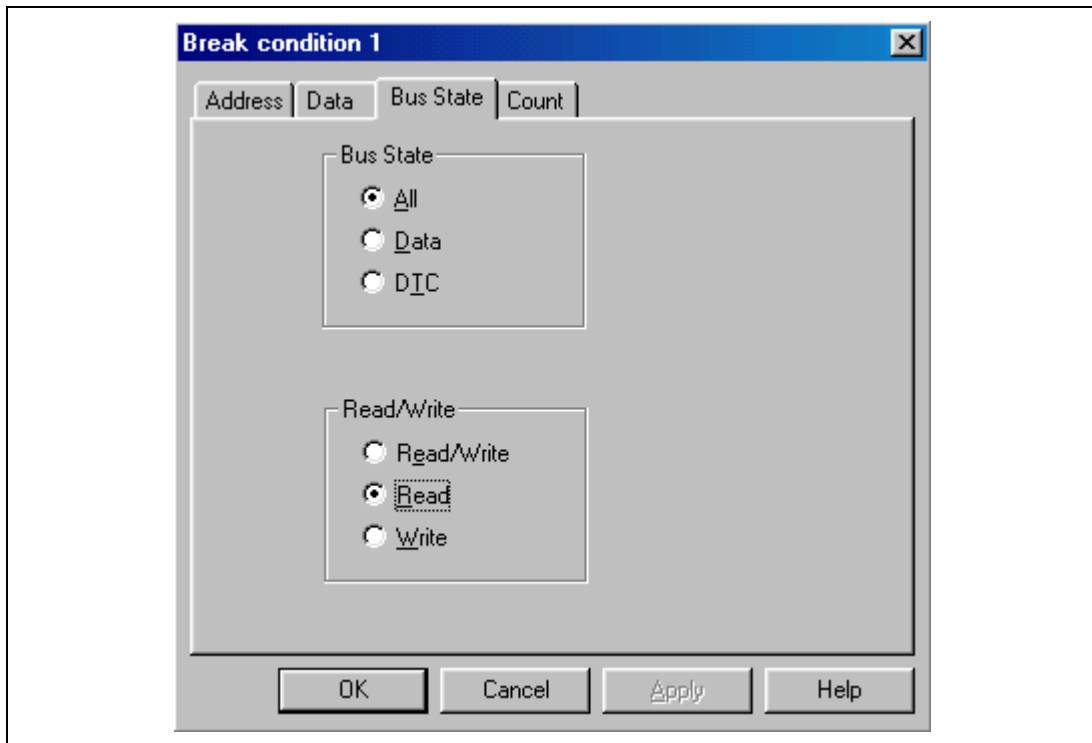 Break condition 1
Address Data Bus State Count
Bus State
All
Data
DTC
Read/Write
Read/Write
Read
Write
OK Cancel Apply Help